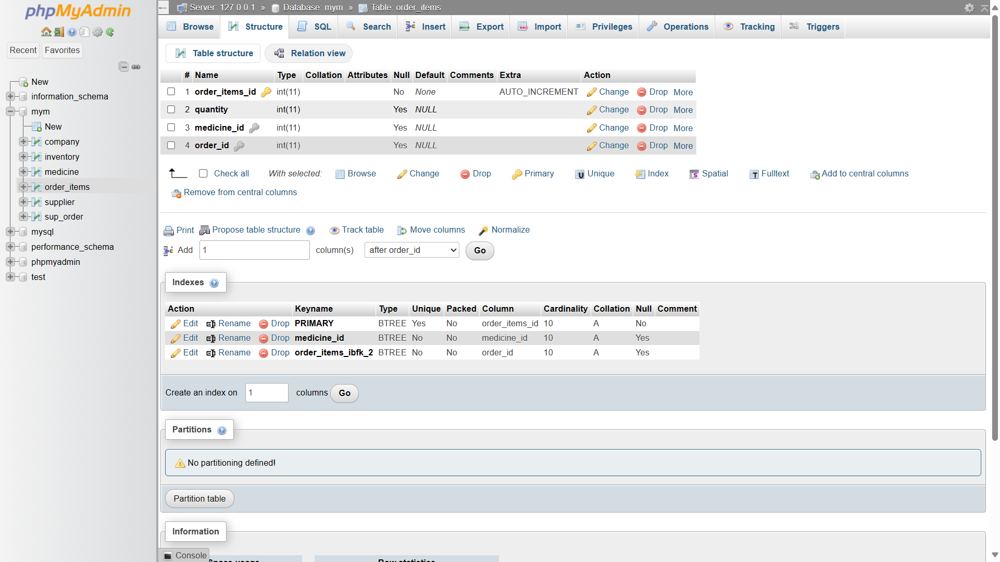 phpMyAdmin
Recent Favorites
New
information_schema
mym
New
company
inventory
medicine
order_items
supplier
sup_order
mysql
performance_schema
phpmyadmin
test
Server: 127.0.0.1 » Database: mym » Table: order_items
Browse Structure SQL Search Insert Export Import Privileges Operations Tracking Triggers
Table structure Relation view
# Name Type Collation Attributes Null Default Comments Extra Action
1 order_items_id int(11) No None AUTO_INCREMENT Change Drop More
2 quantity int(11) Yes NULL Change Drop More
3 medicine_id int(11) Yes NULL Change Drop More
4 order_id int(11) Yes NULL Change Drop More
Check all With selected: Browse Change Drop Primary Unique Index Spatial Fulltext Add to central columns
Remove from central columns
Print Propose table structure Track table Move columns Normalize
Add 1 column(s) after order_id Go
Indexes
Action Keyname Type Unique Packed Column Cardinality Collation Null Comment
Edit Rename Drop PRIMARY BTREE Yes No order_items_id 10 A No
Edit Rename Drop medicine_id BTREE No No medicine_id 10 A Yes
Edit Rename Drop order_items_ibfk_2 BTREE No No order_id 10 A Yes
Create an index on 1 columns Go
Partitions
No partitioning defined!
Partition table
Information
Console
Space usage Row statistics